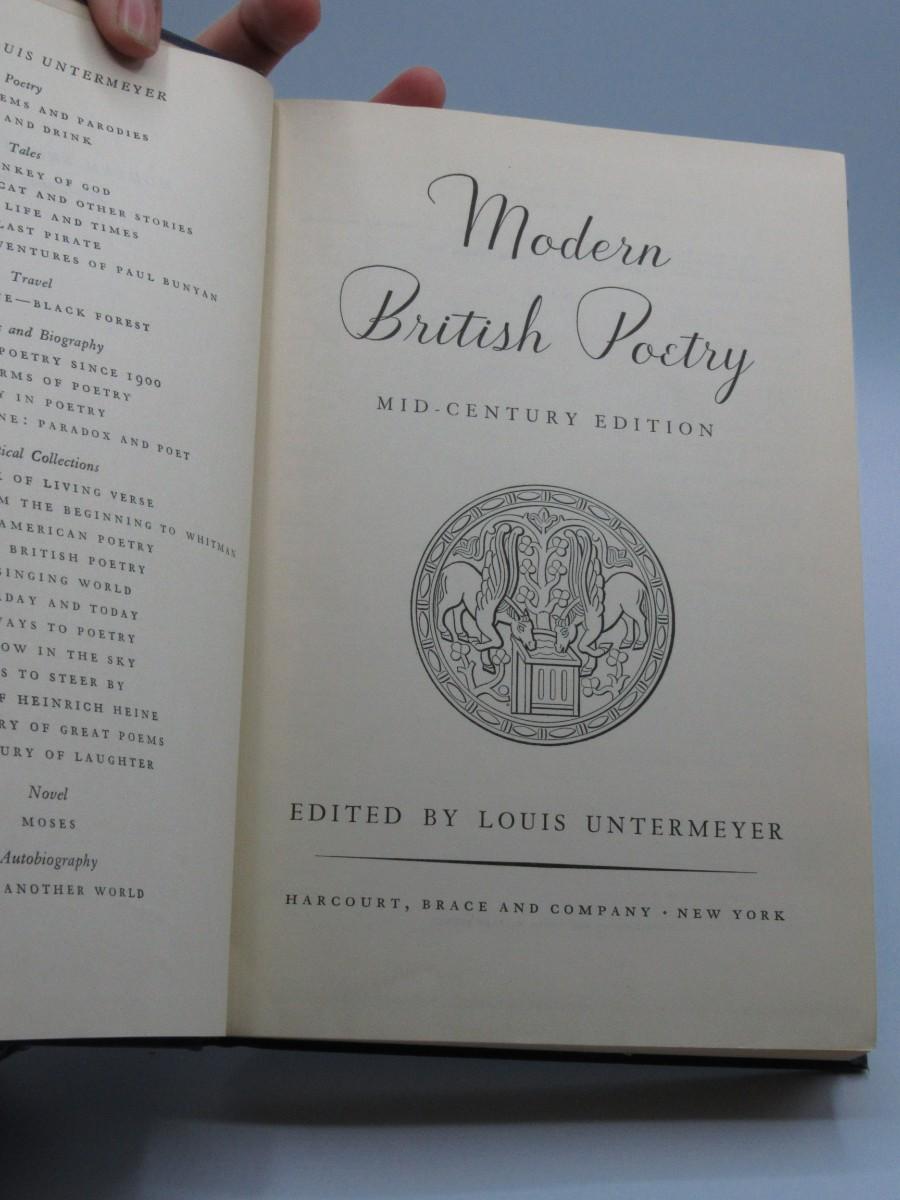 UIS UNTERMEYER
Poetry
EMS AND PARODIES
AND DRINK
Tales
NKEY OF GOD
CAT AND OTHER STORIES
LIFE AND TIMES
LAST PIRATE
VENTURES OF PAUL BUNYAN
Travel
E—BLACK FOREST
and Biography
POETRY SINCE 1900
RMS OF POETRY
Y IN POETRY
NE: PARADOX AND POET
tical Collections
OF LIVING VERSE
M THE BEGINNING TO WHITMAN
AMERICAN POETRY
BRITISH POETRY
SINGING WORLD
DAY AND TODAY
WAYS TO POETRY
OW IN THE SKY
S TO STEER BY
F HEINRICH HEINE
RY OF GREAT POEMS
URY OF LAUGHTER
Novel
MOSES
Autobiography
ANOTHER WORLD
Modern
British Poetry
MID-CENTURY EDITION
EDITED BY LOUIS UNTERMEYER
HARCOURT, BRACE AND COMPANY • NEW YORK